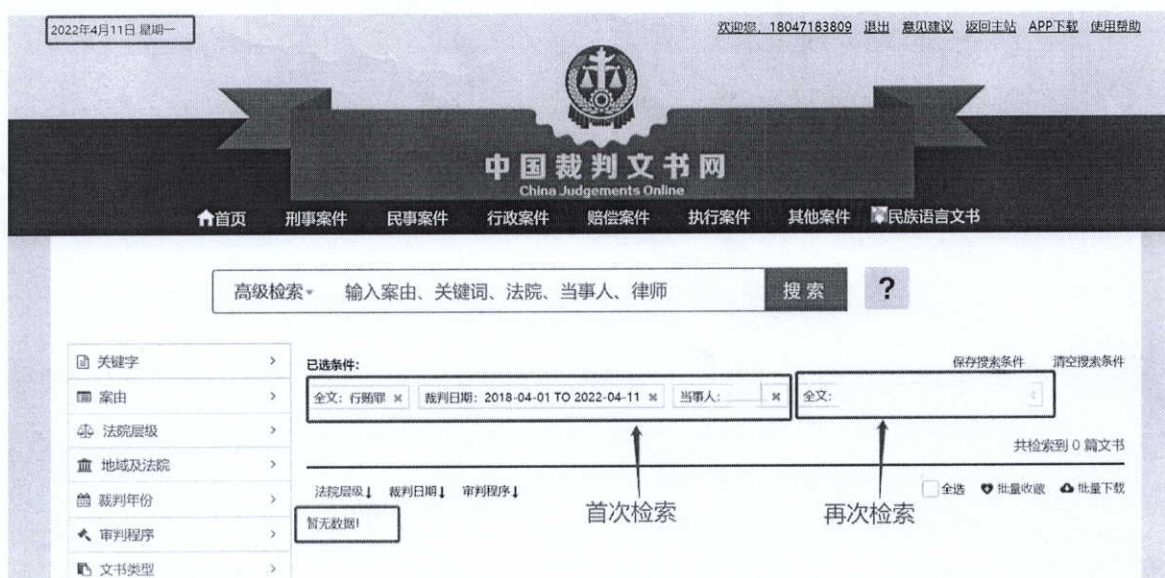 2022年4月11日 星期一
欢迎您，18047183809 退出 意见建议 返回主站 APP下载 使用帮助
中国裁判文书网
China Judgements Online
首页 刑事案件 民事案件 行政案件 赔偿案件 执行案件 其他案件 民族语言文书
高级检索 输入案由、关键词、法院、当事人、律师 搜索 ?
关键字
案由
法院层级
地域及法院
裁判年份
审判程序
文书类型
已选条件: 保存搜索条件 清空搜索条件
全文: 行贿罪 × 裁判日期: 2018-04-01 TO 2022-04-11 × 当事人: × 全文:
共检索到 0 篇文书
法院层级↓ 裁判日期↓ 审判程序↓ 全选 批量收藏 批量下载
暂无数据!
首次检索 再次检索